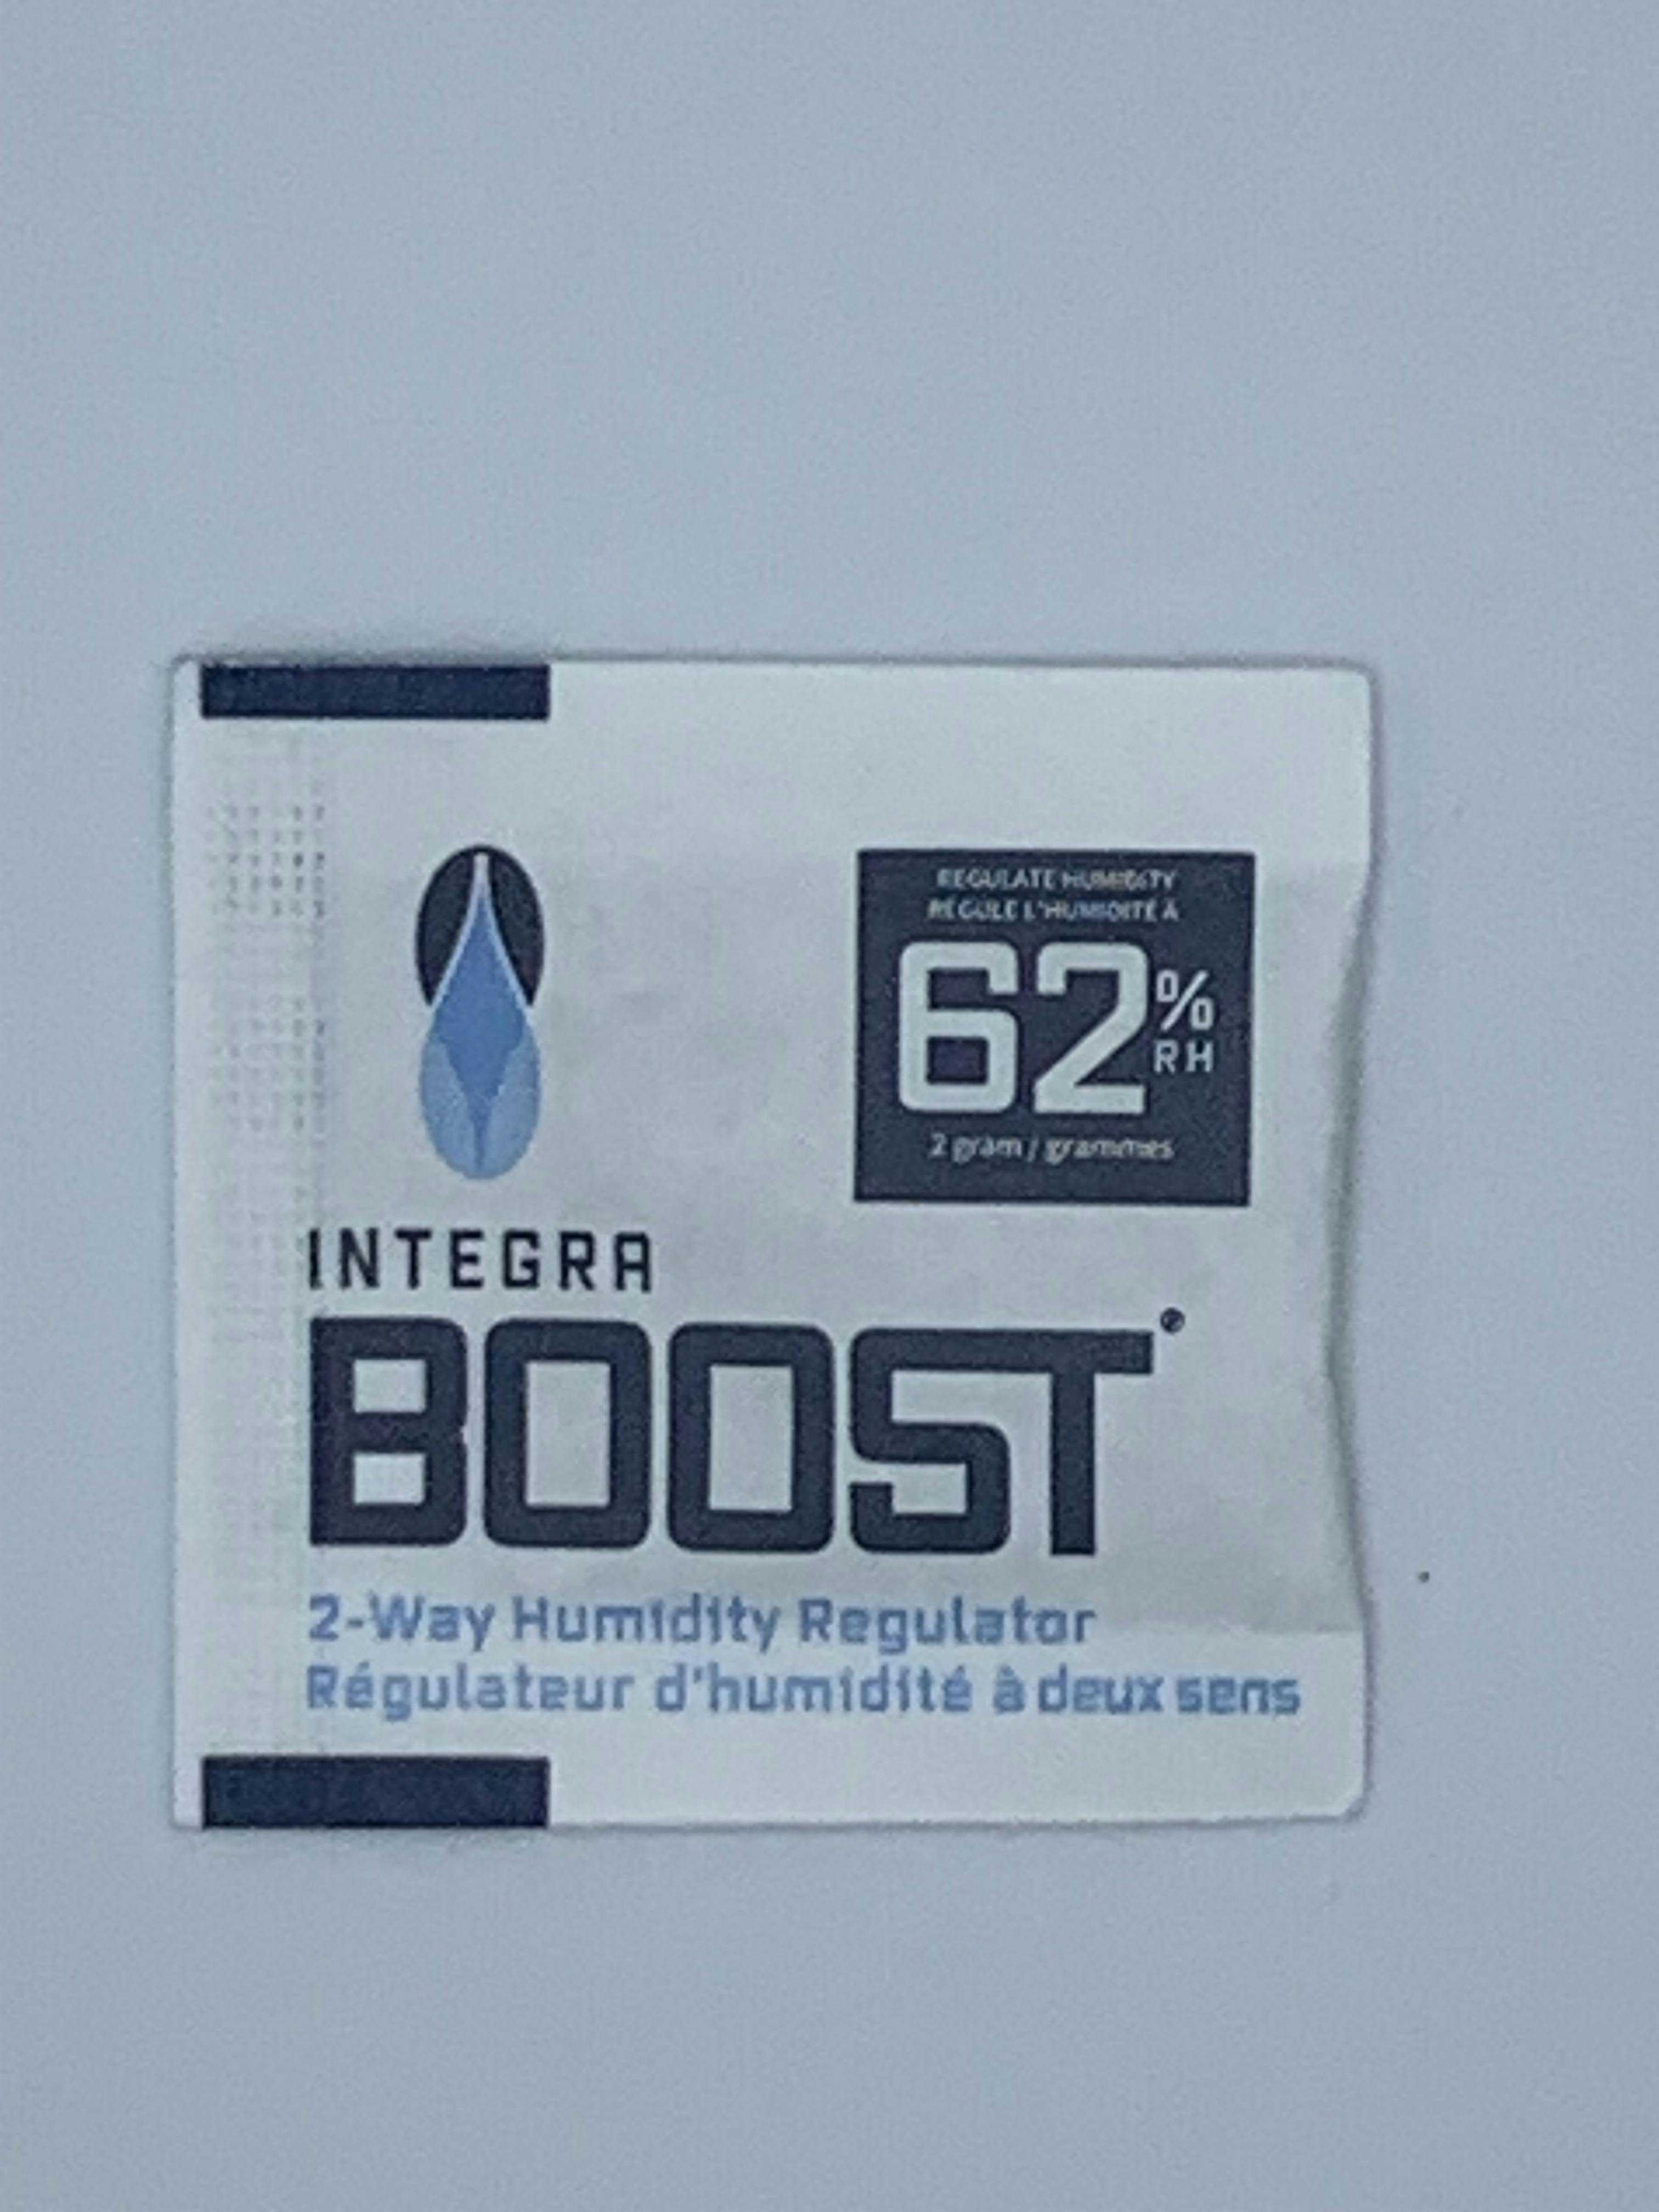 REGULATE HUMIDITY
RÉGULE L'HUMIDITÉ À
62%
RH
2 gram / grammes
INTEGRA
BOOST®
2-Way Humidity Regulator
Régulateur d'humidité à deux sens